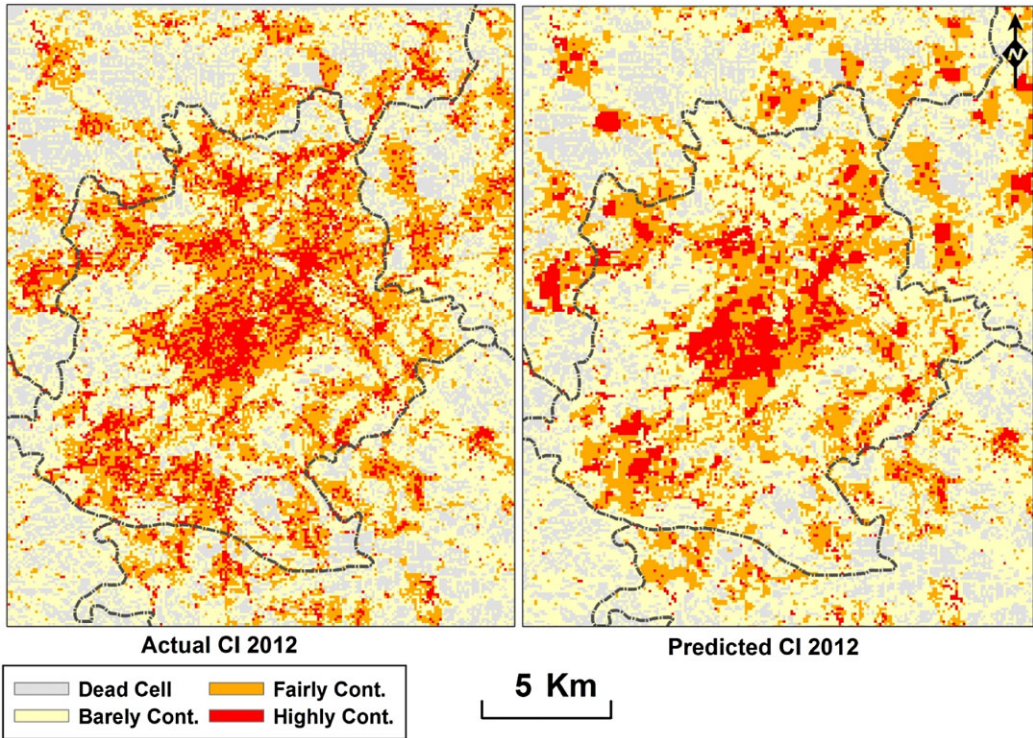 N
Actual CI 2012
Predicted CI 2012
Dead Cell
Fairly Cont.
Barely Cont.
Highly Cont.
5 Km